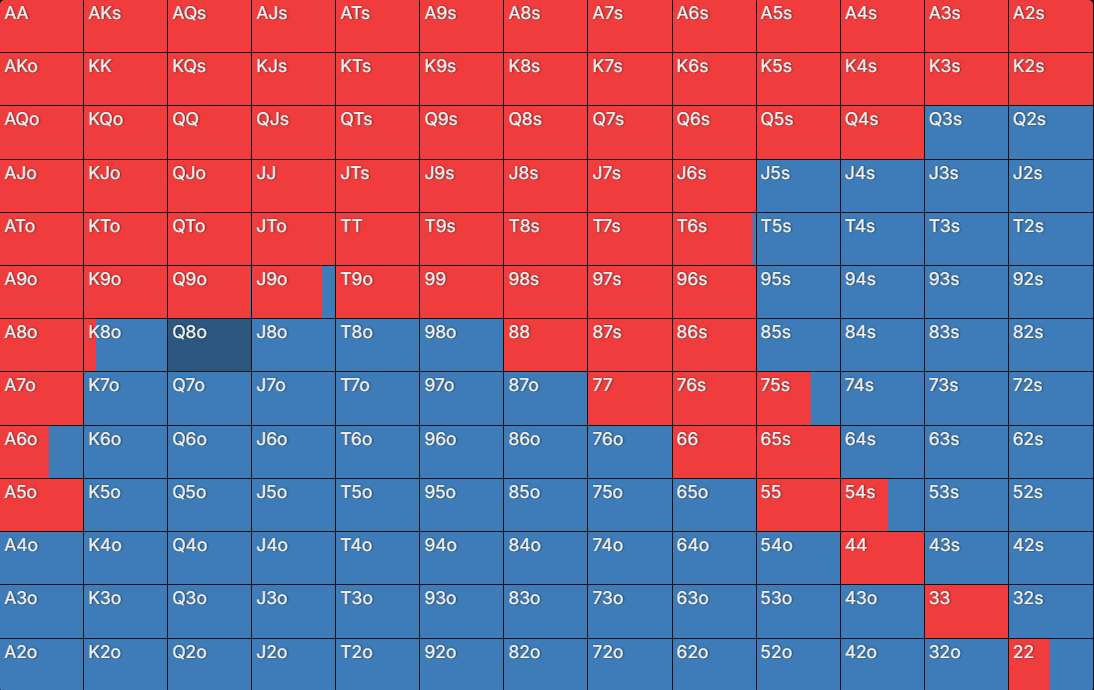 AA AKs AQs AJs ATs A9s A8s A7s A6s A5s A4s A3s A2s
AKo KK KQs KJs KTs K9s K8s K7s K6s K5s K4s K3s K2s
AQo KQo QQ QJs QTs Q9s Q8s Q7s Q6s Q5s Q4s Q3s Q2s
AJo KJo QJo JJ JTs J9s J8s J7s J6s J5s J4s J3s J2s
ATo KTo QTo JTo TT T9s T8s T7s T6s T5s T4s T3s T2s
A9o K9o Q9o J9o T9o 99 98s 97s 96s 95s 94s 93s 92s
A8o K8o Q8o J8o T8o 98o 88 87s 86s 85s 84s 83s 82s
A7o K7o Q7o J7o T7o 97o 87o 77 76s 75s 74s 73s 72s
A6o K6o Q6o J6o T6o 96o 86o 76o 66 65s 64s 63s 62s
A5o K5o Q5o J5o T5o 95o 85o 75o 65o 55 54s 53s 52s
A4o K4o Q4o J4o T4o 94o 84o 74o 64o 54o 44 43s 42s
A3o K3o Q3o J3o T3o 93o 83o 73o 63o 53o 43o 33 32s
A2o K2o Q2o J2o T2o 92o 82o 72o 62o 52o 42o 32o 22